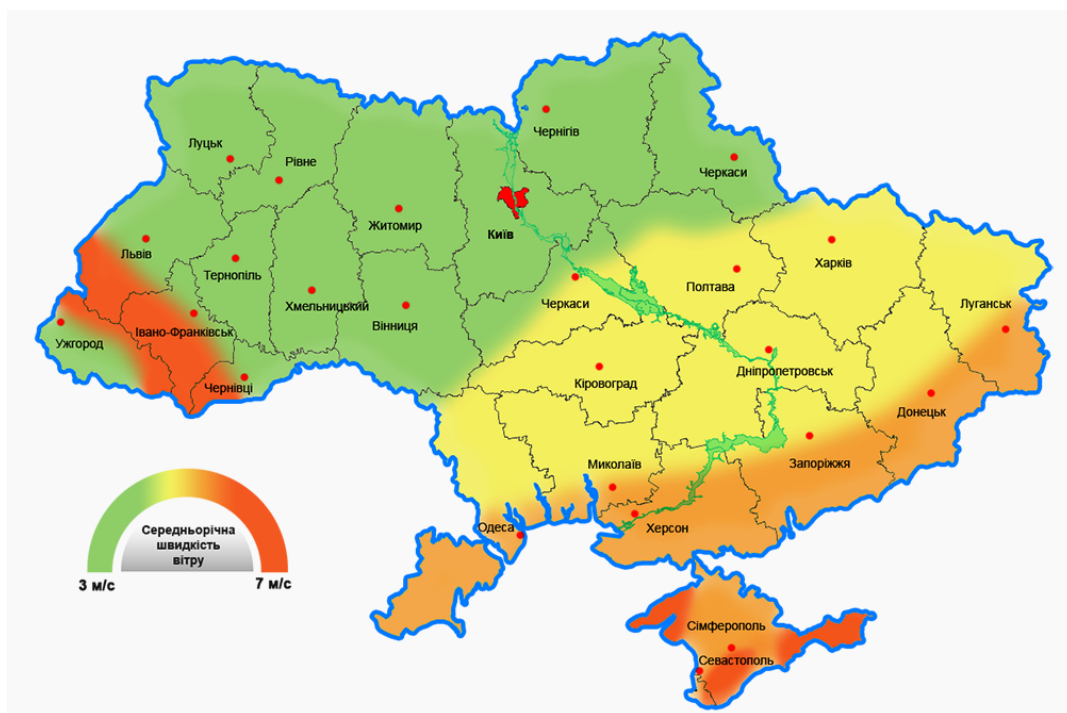 Чернігів
Луцьк
Рівне
Черкаси
Житомир
Київ
Львів
Тернопіль
Харків
Полтава
Хмельницький
Черкаси
Луганськ
Вінниця
Івано-Франківськ
Ужгород
Чернівці
Кіровоград
Дніпропетровськ
Донецьк
Миколаїв
Запоріжжя
Одеса
Херсон
Середньорічна
швидкість
вітру
3 м/с
7 м/с
Сімферополь
Севастополь